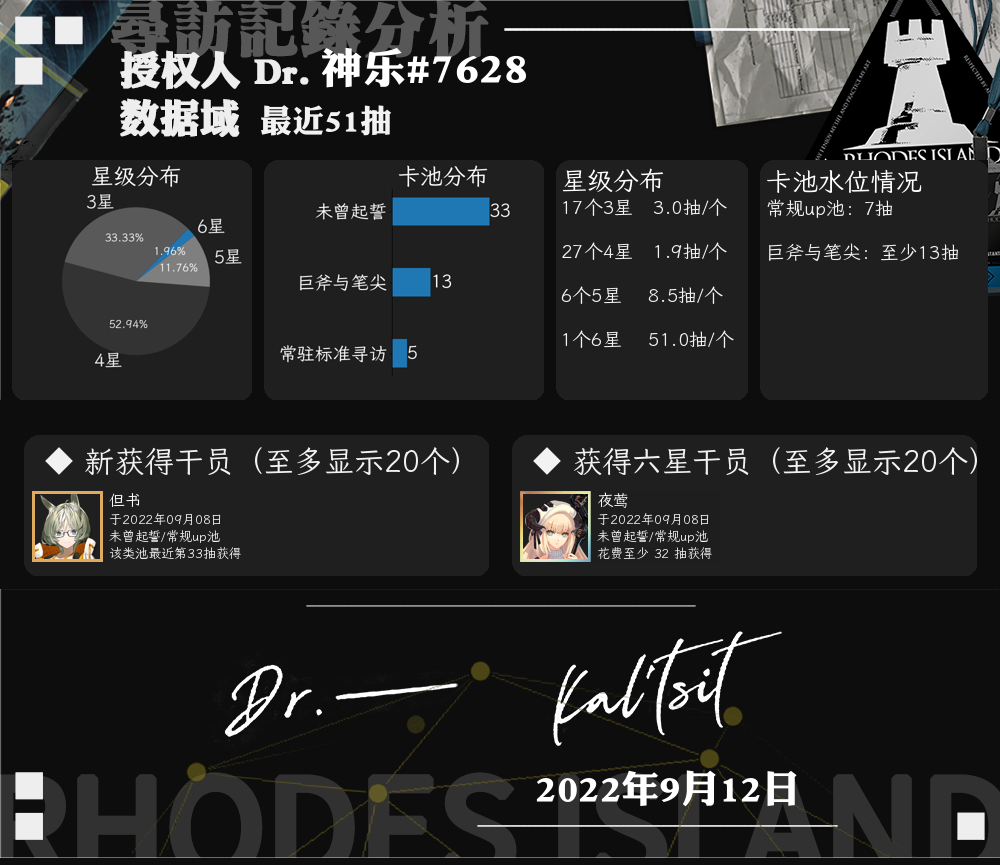 尋訪記錄分析
授权人 Dr. 神乐#7628
数据域 最近51抽
RHODES ISLAND
星级分布
3星
6星
5星
4星
33.33%
1.96%
11.76%
52.94%
卡池分布
未曾起誓 33
巨斧与笔尖 13
常驻标准寻访 5
星级分布
17个3星 3.0抽/个
27个4星 1.9抽/个
6个5星 8.5抽/个
1个6星 51.0抽/个
卡池水位情况
常规up池：7抽
巨斧与笔尖：至少13抽
◆ 新获得干员（至多显示20个）
但书
于2022年09月08日
未曾起誓/常规up池
该类池最近第33抽获得
◆ 获得六星干员（至多显示20个）
夜莺
于2022年09月08日
未曾起誓/常规up池
花费至少 32 抽获得
Dr.— Kal'tsit
2022年9月12日
RHODES ISLAND